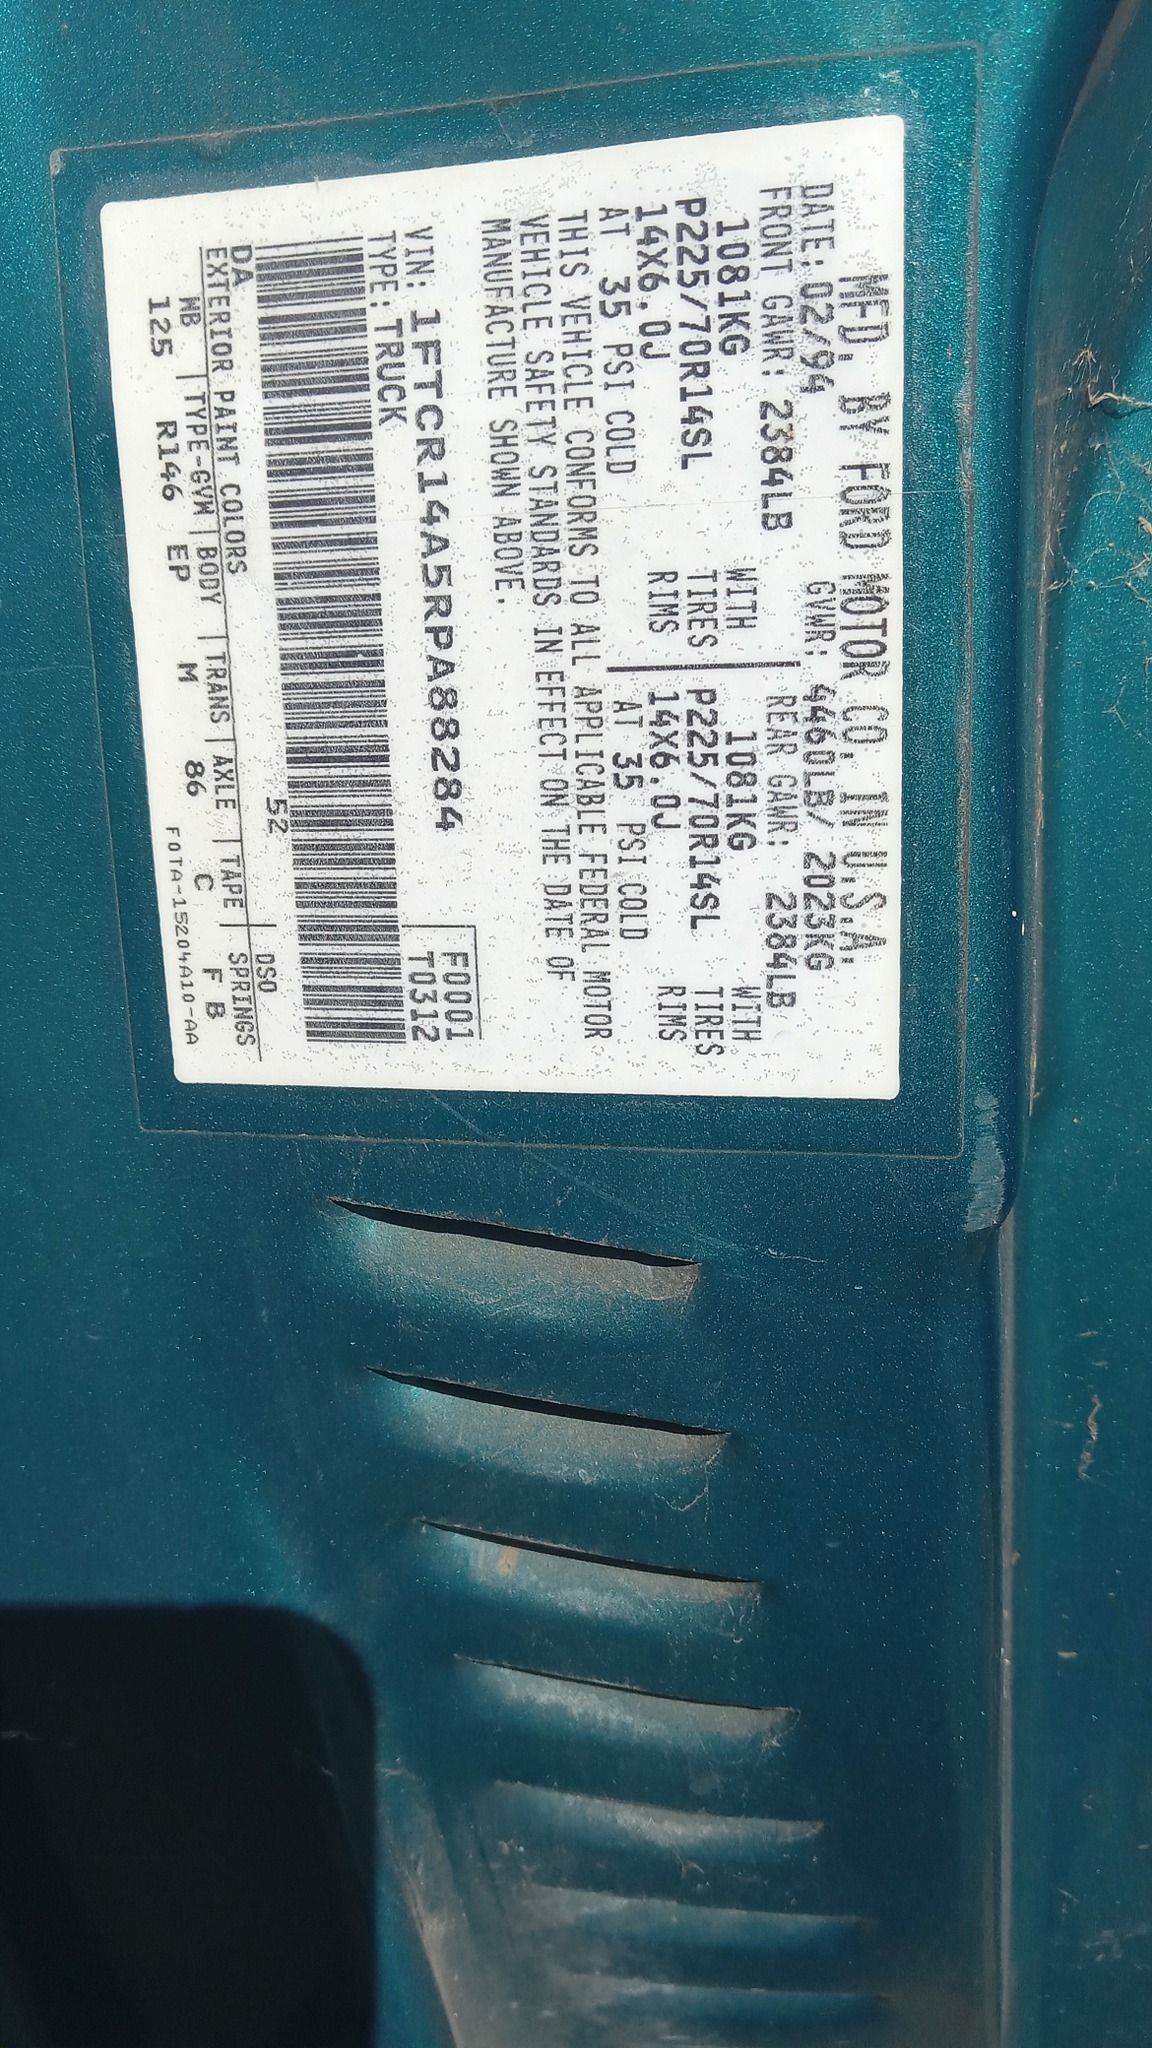 MFD. BY FORD MOTOR CO. IN U.S.A.
DATE: 02/94 GVWR: 4460LB/ 2023KG
FRONT GAWR: 2384LB REAR GAWR: 2384LB
1081KG WITH 1081KG WITH
P225/70R14SL TIRES P225/70R14SL TIRES
14X6.0J RIMS 14X6.0J RIMS
AT 35 PSI COLD AT 35 PSI COLD
THIS VEHICLE CONFORMS TO ALL APPLICABLE FEDERAL MOTOR
VEHICLE SAFETY STANDARDS IN EFFECT ON THE DATE OF
MANUFACTURE SHOWN ABOVE.
VIN: 1FTCR14A5RPA88284 F0001
TYPE: TRUCK T0312
52
DA
EXTERIOR PAINT COLORS DSO
WB TYPE-GVM BODY TRANS AXLE TAPE SPRINGS
125 R146 EP M 86 C F B
F0TA-15204A10-AA